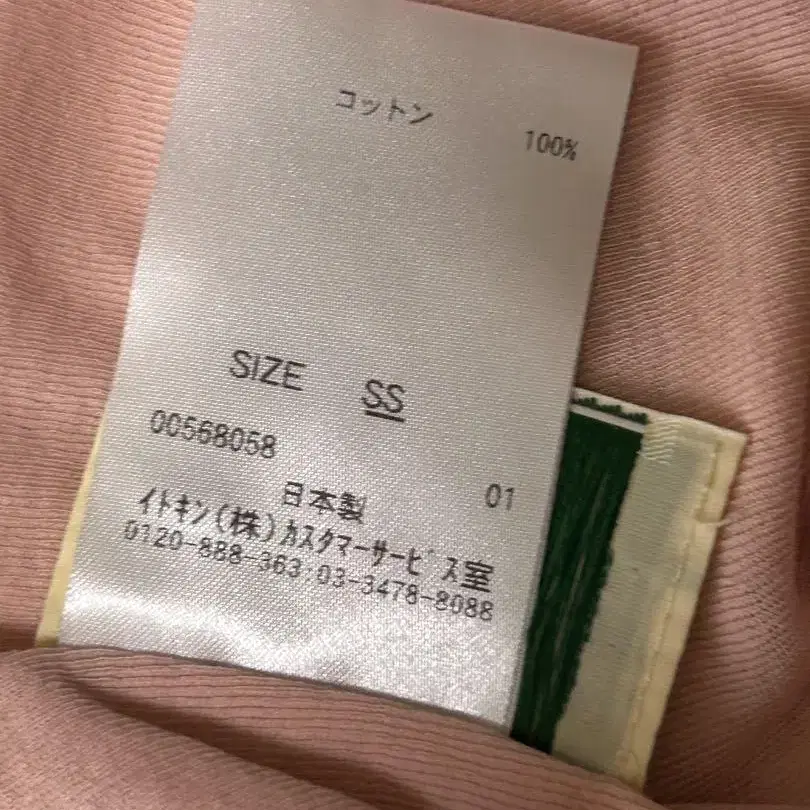 コットン
100%
SIZE SS
00568058
日本製 01
イトキン(株)カスタマーサービス室
0120-888-363・03-3478-8088